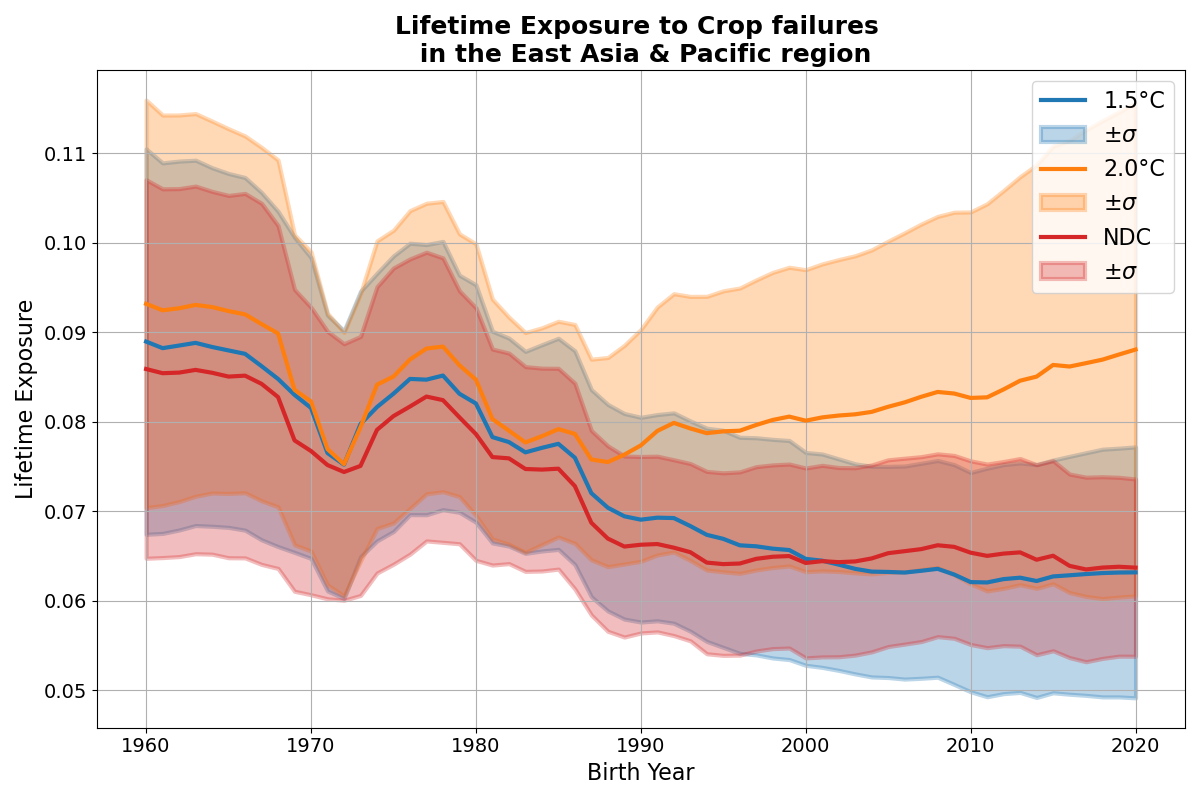 Lifetime Exposure to Crop failures
in the East Asia & Pacific region
1.5°C
±σ
2.0°C
±σ
NDC
±σ
0.11
0.10
0.09
0.08
0.07
0.06
0.05
Lifetime Exposure
1960
1970
1980
1990
2000
2010
2020
Birth Year